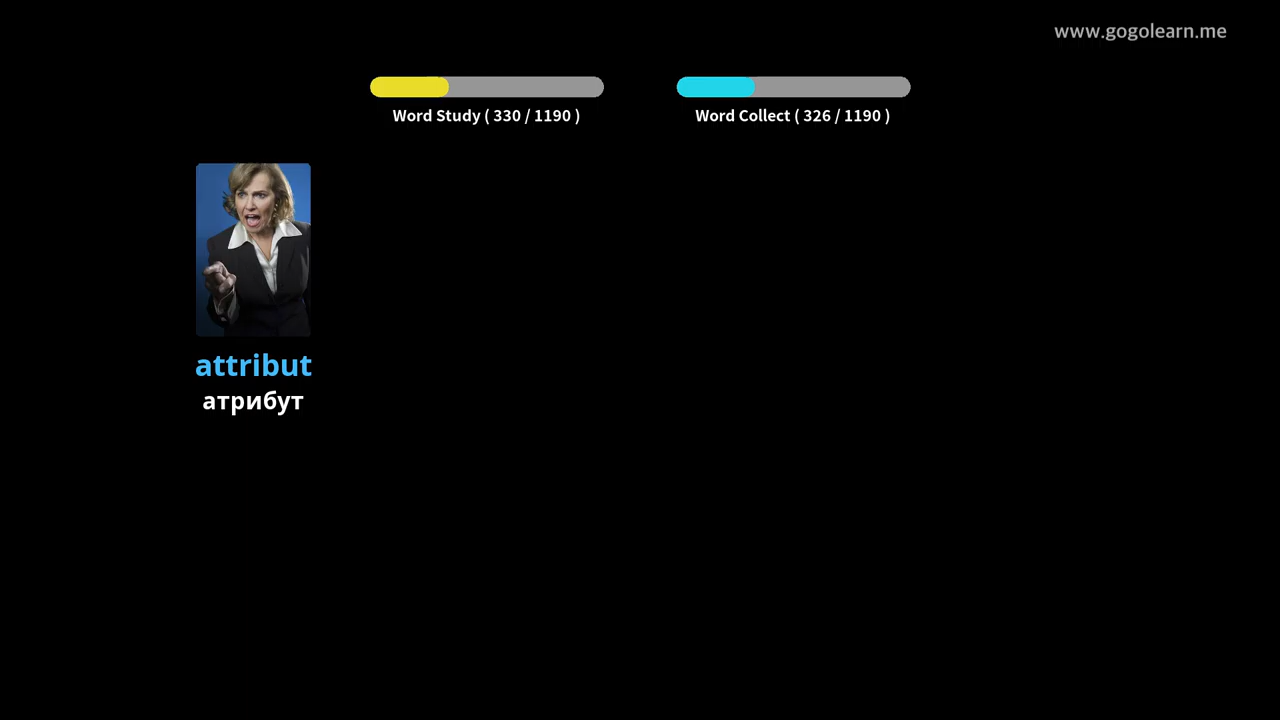 www.gogolearn.me
Word Study ( 330 / 1190 )
Word Collect ( 326 / 1190 )
attribut
атрибут